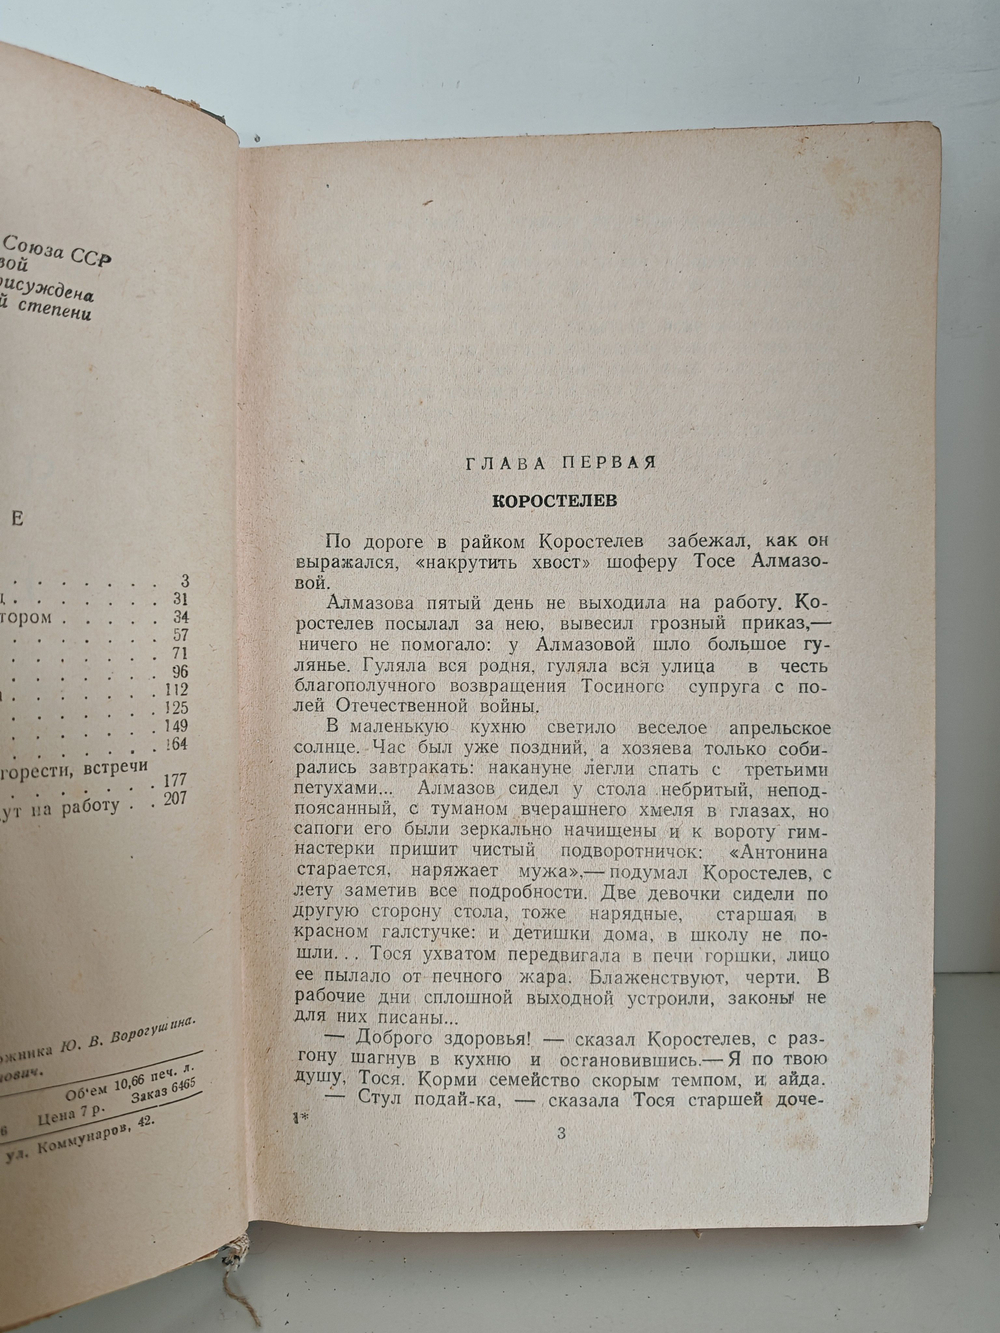 Союза ССР
вой
рисуждена
й степени
Е
. . . . . . . 3
. . . . . . . 31
тором . . . . . 34
. . . . . . . 57
. . . . . . . 71
. . . . . . . 96
. . . . . . . 112
. . . . . . . 125
. . . . . . . 149
. . . . . . . 164
горести, встречи
. . . . . . . 177
ут на работу . . 207
жника Ю. В. Ворогушина.
нович.
Объем 10,66 печ. л.
6 Цена 7 р. Заказ 6465
ул. Коммунаров, 42.
ГЛАВА ПЕРВАЯ
КОРОСТЕЛЕВ
По дороге в райком Коростелев забежал, как он
выражался, «накрутить хвост» шоферу Тосе Алмазо-
вой.
Алмазова пятый день не выходила на работу. Ко-
ростелев посылал за нею, вывесил грозный приказ,—
ничего не помогало: у Алмазовой шло большое гу-
лянье. Гуляла вся родня, гуляла вся улица в честь
благополучного возвращения Тосиного супруга с по-
лей Отечественной войны.
В маленькую кухню светило веселое апрельское
солнце. Час был уже поздний, а хозяева только соби-
рались завтракать: накануне легли спать с третьими
петухами... Алмазов сидел у стола небритый, непод-
поясанный, с туманом вчерашнего хмеля в глазах, но
сапоги его были зеркально начищены и к вороту гим-
настерки пришит чистый подворотничок: «Антонина
старается, наряжает мужа»,— подумал Коростелев, с
лету заметив все подробности. Две девочки сидели по
другую сторону стола, тоже нарядные, старшая в
красном галстучке: и детишки дома, в школу не по-
шли... Тося ухватом передвигала в печи горшки, лицо
ее пылало от печного жара. Блаженствуют, черти. В
рабочие дни сплошной выходной устроили, законы не
для них писаны...
— Доброго здоровья! — сказал Коростелев, с раз-
гону шагнув в кухню и остановившись.— Я по твою
душу, Тося. Корми семейство скорым темпом, и айда.
— Стул подай-ка, — сказала Тося старшей доче-
1*
3